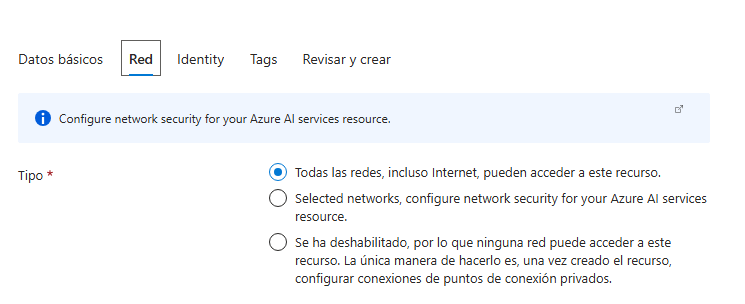 Datos básicos Red Identity Tags Revisar y crear
Configure network security for your Azure AI services resource.
Tipo * Todas las redes, incluso Internet, pueden acceder a este recurso.
Selected networks, configure network security for your Azure AI services
resource.
Se ha deshabilitado, por lo que ninguna red puede acceder a este
recurso. La única manera de hacerlo es, una vez creado el recurso,
configurar conexiones de puntos de conexión privados.